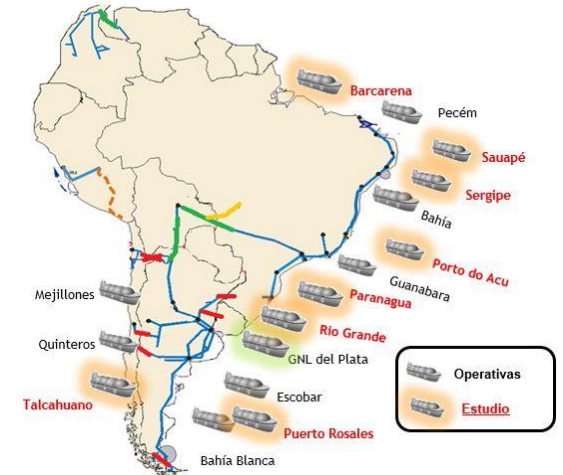 Barcarena
Pecém
Sauapé
Sergipe
Bahía
Porto do Acu
Guanabara
Mejillones
Paranagua
Rio Grande
Quinteros
GNL del Plata
Operativas
Escobar
Talcahuano
Estudio
Puerto Rosales
Bahía Blanca